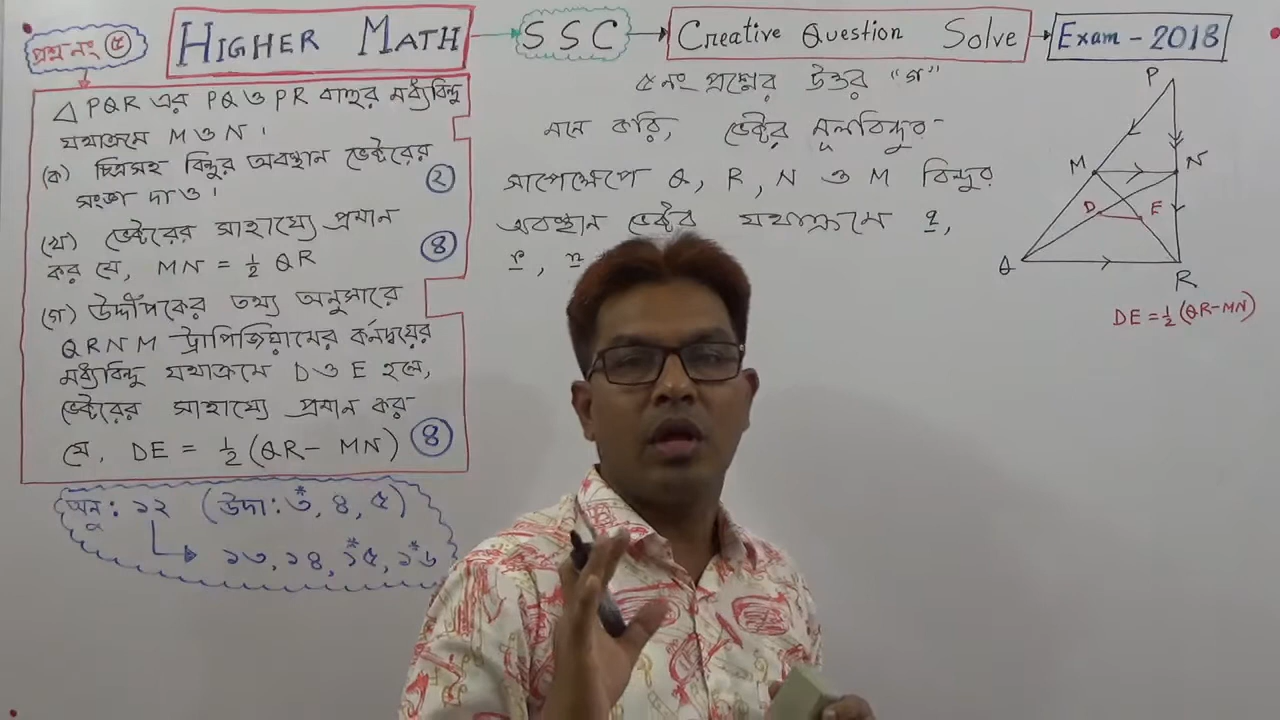 প্রশ্ন নং ৫
HIGHER MATH
SSC
Creative Question Solve
Exam - 2018
△ PQR এর PQ ও PR বাহুর মধ্যবিন্দু
যথাক্রমে M ও N।
(ক) চিত্রসহ বিন্দুর অবস্থান ভেক্টরের
সংজ্ঞা দাও। ২
(খ) ভেক্টরের সাহায্যে প্রমান
কর যে, MN = 1/2 QR ৪
(গ) উদ্দীপকের তথ্য অনুসারে
QRNM ট্রাপিজিয়ামের কর্নদ্বয়ের
মধ্যবিন্দু যথাক্রমে D ও E হলে,
ভেক্টরের সাহায্যে প্রমান কর
যে, DE = 1/2 (QR - MN) ৪
অনু: ১২ (উদা: ৩*, ৪, ৫)
১৩, ১৪, ১৫*, ১৬*
৫ নং প্রশ্নের উত্তর "গ"
মনে করি, ভেক্টর মূলবিন্দুর
সাপেক্ষেপে Q, R, N ও M বিন্দুর
অবস্থান ভেক্টর যথাক্রমে q,
r, n
P
M
N
D
E
Q
R
DE = 1/2 (QR - MN)